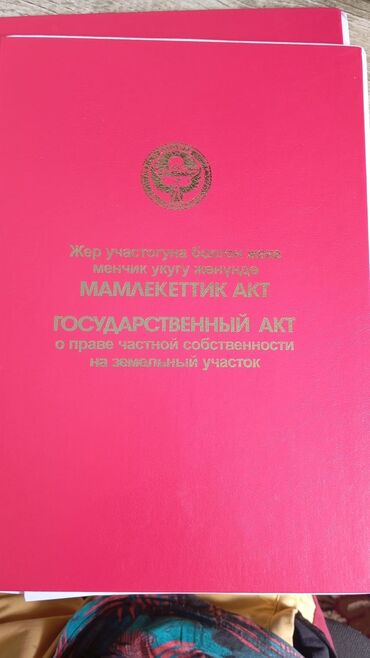 Жер участогуна болгон жеке
менчик укугу жөнүндө
МАМЛЕКЕТТИК АКТ
ГОСУДАРСТВЕННЫЙ АКТ
о праве частной собственности
на земельный участок